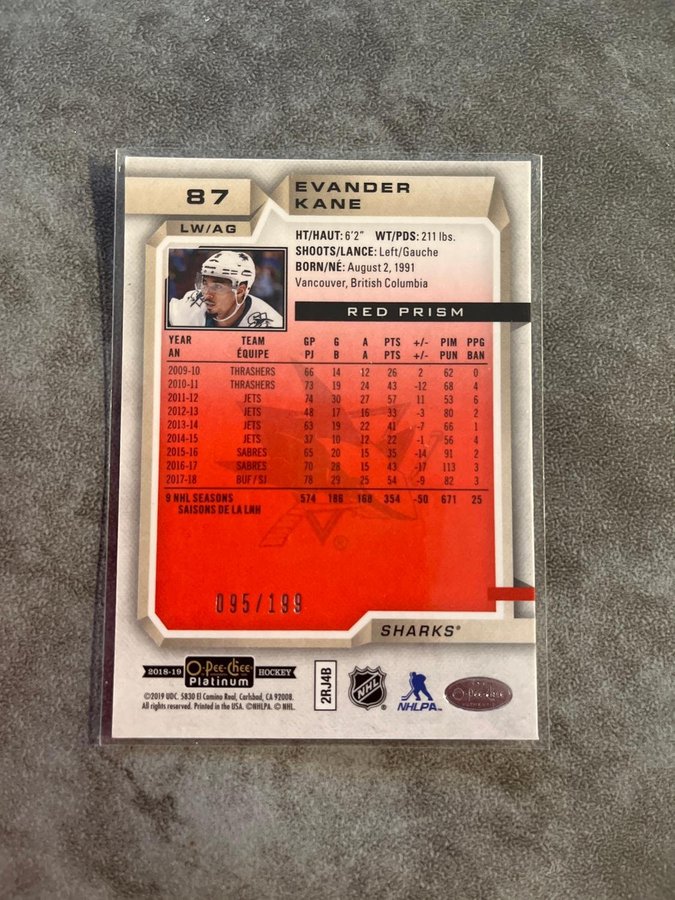 87
EVANDER
KANE
LW/AG
HT/HAUT: 6'2" WT/PDS: 211 lbs.
SHOOTS/LANCE: Left/Gauche
BORN/NÉ: August 2, 1991
Vancouver, British Columbia
RED PRISM
YEAR TEAM GP G A PTS +/- PIM PPG
AN ÉQUIPE PJ B A PTS +/- PUN BAN
2009-10 THRASHERS 66 14 12 26 2 62 0
2010-11 THRASHERS 73 19 24 43 -12 68 4
2011-12 JETS 74 30 27 57 11 53 6
2012-13 JETS 48 17 16 33 -3 80 2
2013-14 JETS 63 19 22 41 -7 66
2014-15 JETS 37 10 12 22 -1 56 4
2015-16 SABRES 65 20 15 35 -14 91 2
2016-17 SABRES 70 28 15 43 -17 113 3
2017-18 BUF/SJ 78 29 25 54 -9 82 3
9 NHL SEASONS 574 186 168 354 -50 671 25
SAISONS DE LA LNH
095/199
SHARKS®
2018-19 O-Pee-Chee Platinum HOCKEY
2RJ4B
NHL
NHLPA
O-Pee-Chee
©2019 UDC. 5830 El Camino Real, Carlsbad, CA 92008.
All rights reserved. Printed in the USA. ©NHLPA. © NHL.